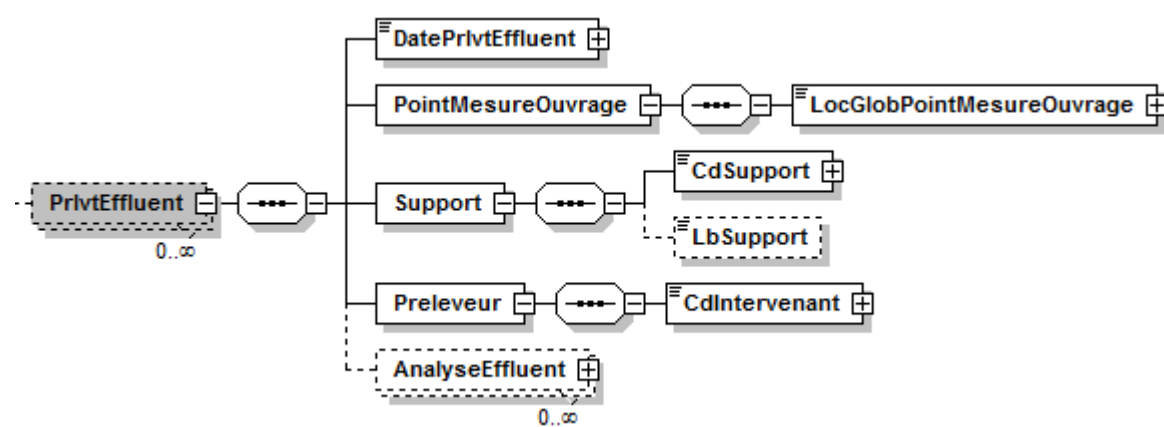 DatePrlvtEffluent
PointMesureOuvrage
LocGlobPointMesureOuvrage
CdSupport
PrlvtEffluent
0..∞
Support
LbSupport
Preleveur
CdIntervenant
AnalyseEffluent
0..∞